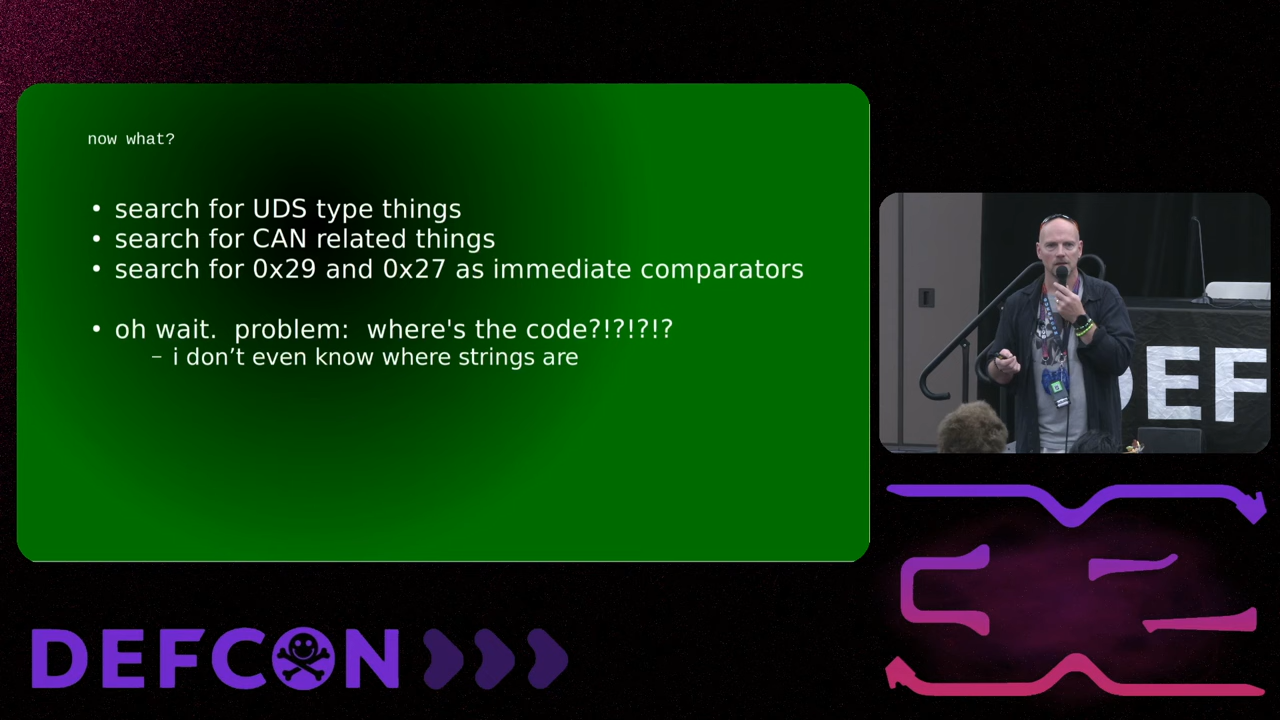 now what?
• search for UDS type things
• search for CAN related things
• search for 0x29 and 0x27 as immediate comparators
• oh wait.  problem:  where's the code?!?!?!?
– i don’t even know where strings are
DEF
DEFCON